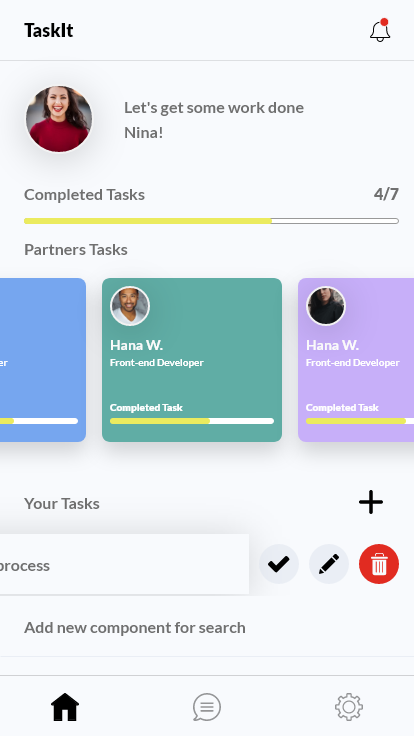 TaskIt
Let's get some work done
Nina!
Completed Tasks
4/7
Partners Tasks
er
Hana W.
Front-end Developer
Completed Task
Hana W.
Front-end Developer
Completed Task
Your Tasks
process
Add new component for search